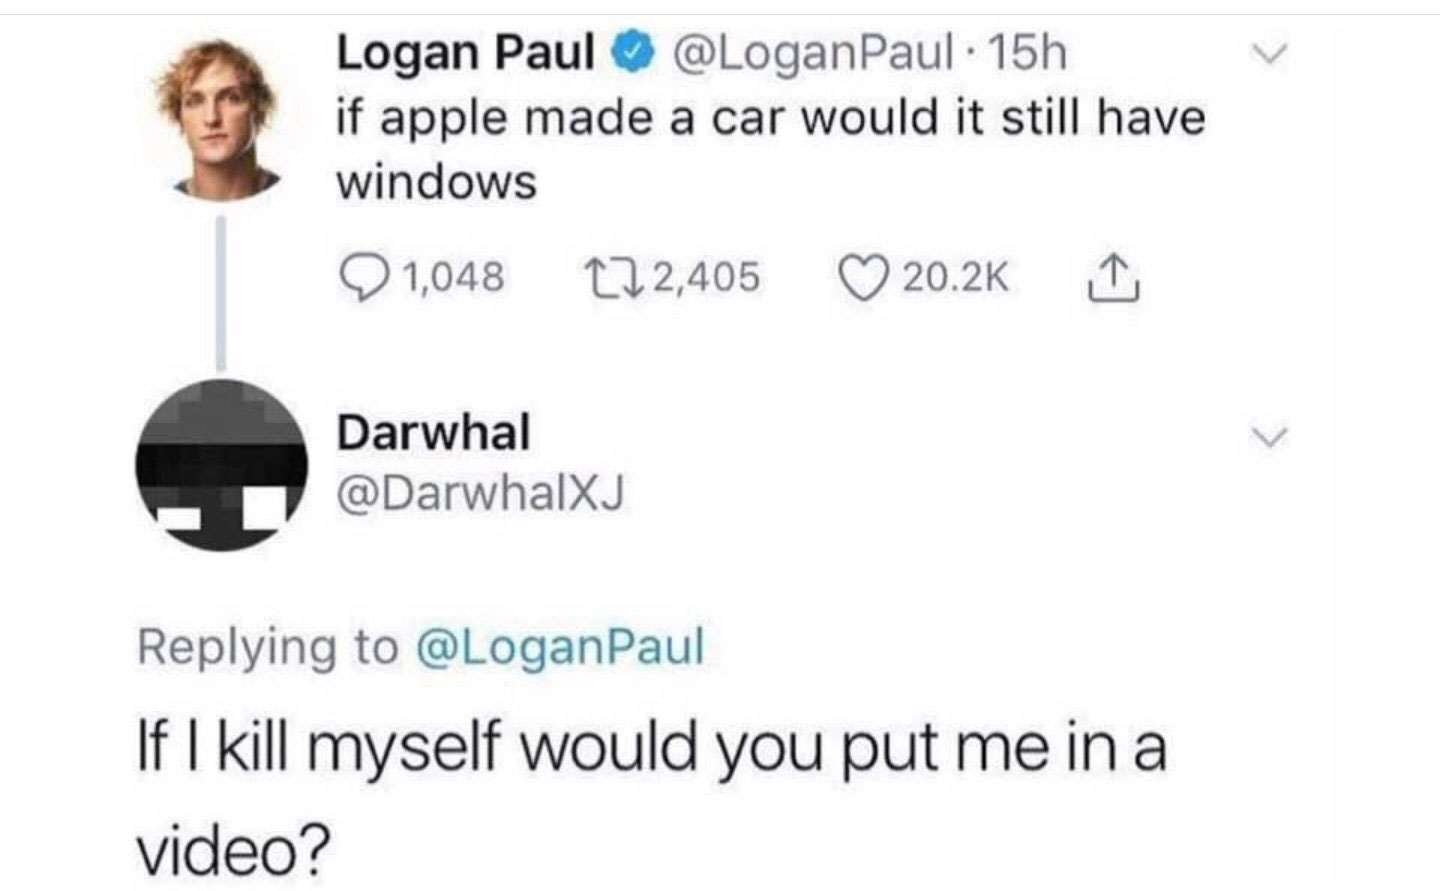 Logan Paul @LoganPaul · 15h
if apple made a car would it still have
windows
1,048 2,405 20.2K
Darwhal
@DarwhalXJ
Replying to @LoganPaul
If I kill myself would you put me in a
video?